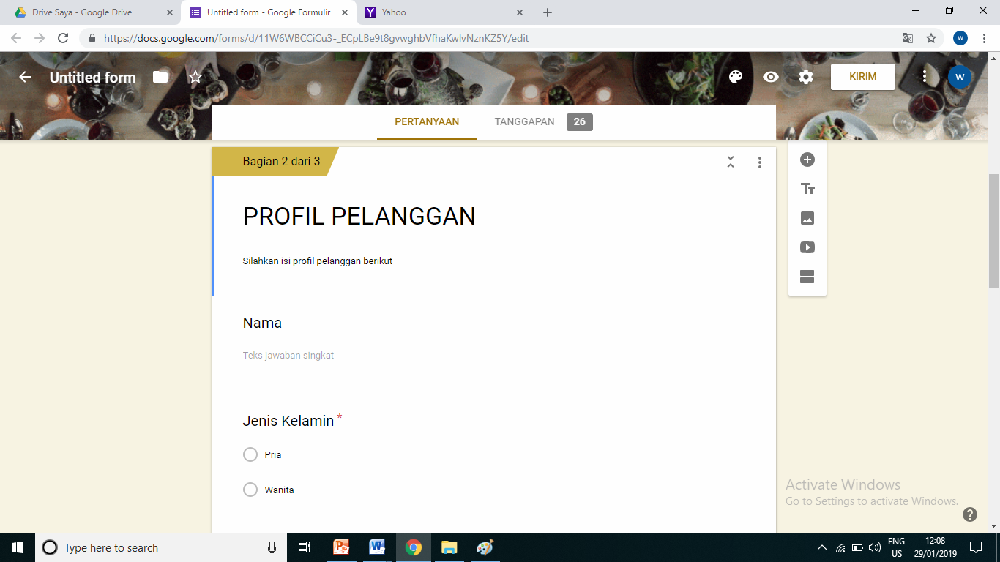 Drive Saya - Google Drive
Untitled form - Google Formulir
Yahoo
https://docs.google.com/forms/d/11W6WBCCiCu3-_ECpLBe9t8gvwghbVfhaKwlvNznKZ5Y/edit
W
Untitled form
KIRIM
W
PERTANYAAN
TANGGAPAN 26
Bagian 2 dari 3
PROFIL PELANGGAN
Silahkan isi profil pelanggan berikut
Nama
Teks jawaban singkat
Jenis Kelamin *
Pria
Wanita
Activate Windows
Go to Settings to activate Windows.
Type here to search
ENG
US
12:08
29/01/2019